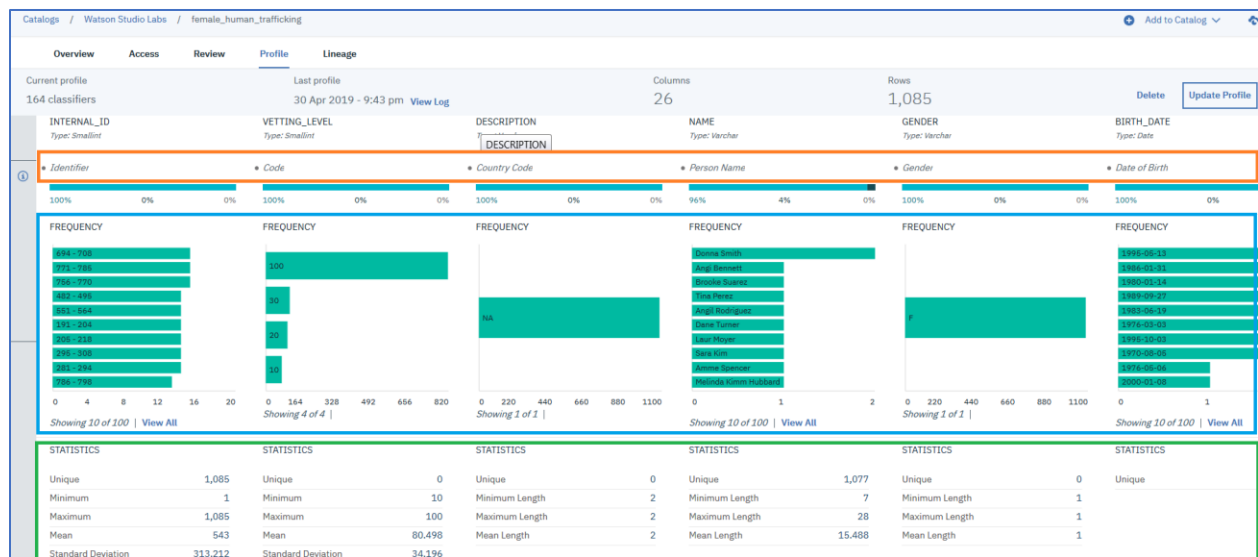 Catalogs / Watson Studio Labs / female_human_trafficking
Add to Catalog
Overview Access Review Profile Lineage
Current profile Last profile Columns Rows
164 classifiers 30 Apr 2019 - 9:43 pm View Log 26 1,085 Delete Update Profile
INTERNAL_ID VETTING_LEVEL DESCRIPTION NAME GENDER BIRTH_DATE
Type: Smallint Type: Smallint Type: Varchar Type: Varchar Type: Date
DESCRIPTION
Identifier Code Country Code Person Name Gender Date of Birth
100% 0% 0% 100% 0% 0% 100% 0% 0% 96% 4% 0% 100% 0% 0% 100% 0%
FREQUENCY FREQUENCY FREQUENCY FREQUENCY FREQUENCY FREQUENCY
694 - 708
771 - 785
756 - 770
482 - 495
551 - 564
191 - 204
205 - 218
295 - 308
281 - 294
786 - 798
0 4 8 12 16 20
Showing 10 of 100 | View All
100
30
20
10
0 164 328 492 656 820
Showing 4 of 4 |
NA
0 220 440 660 880 1100
Showing 1 of 1 |
Donna Smith
Angi Bennett
Brooke Suarez
Tina Perez
Angil Rodriguez
Dane Turner
Laur Moyer
Sara Kim
Amme Spencer
Melinda Kimm Hubbard
0 1 2
Showing 10 of 100 | View All
F
0 220 440 660 880 1100
Showing 1 of 1 |
1995-05-13
1986-01-31
1980-01-14
1989-09-27
1983-06-19
1976-03-03
1995-10-03
1970-08-05
1976-05-06
2000-01-08
0 1
Showing 10 of 100 | View All
STATISTICS STATISTICS STATISTICS STATISTICS STATISTICS STATISTICS
Unique 1,085 Unique 0 Unique 0 Unique 1,077 Unique 0 Unique
Minimum 1 Minimum 10 Minimum Length 2 Minimum Length 7 Minimum Length 1
Maximum 1,085 Maximum 100 Maximum Length 2 Maximum Length 28 Maximum Length 1
Mean 543 Mean 80.498 Mean Length 2 Mean Length 15.488 Mean Length 1
Standard Deviation 313.212 Standard Deviation 34.196